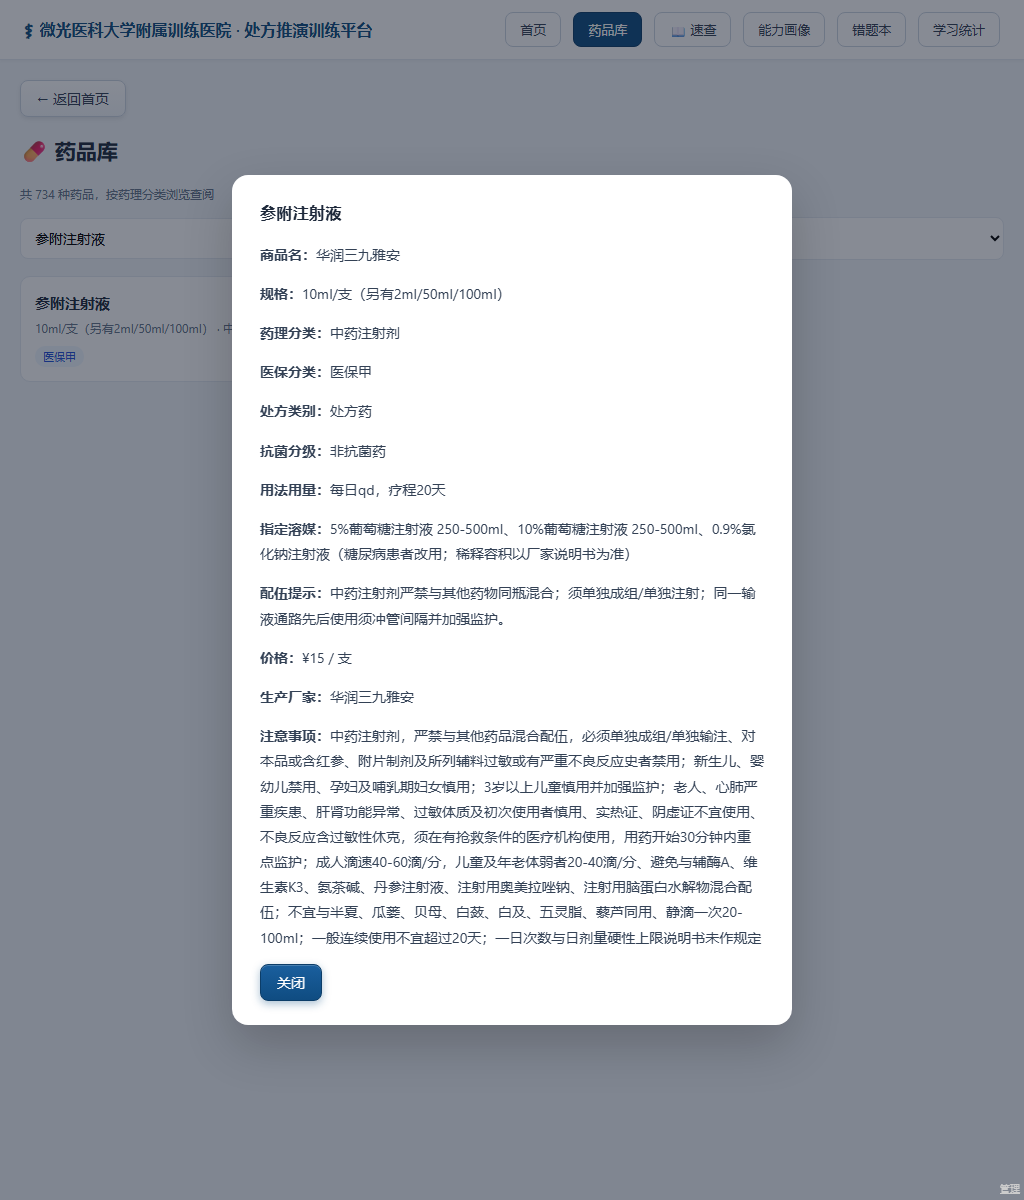 微光医科大学附属训练医院 · 处方推演训练平台
首页
药品库
速查
能力画像
错题本
学习统计
← 返回首页
药品库
共 734 种药品，按药理分类浏览查阅
参附注射液
参附注射液
10ml/支（另有2ml/50ml/100ml） · 中
医保甲
参附注射液
商品名：华润三九雅安
规格：10ml/支（另有2ml/50ml/100ml）
药理分类：中药注射剂
医保分类：医保甲
处方类别：处方药
抗菌分级：非抗菌药
用法用量：每日qd，疗程20天
指定溶媒：5%葡萄糖注射液 250-500ml、10%葡萄糖注射液 250-500ml、0.9%氯
化钠注射液（糖尿病患者改用；稀释容积以厂家说明书为准）
配伍提示：中药注射剂严禁与其他药物同瓶混合；须单独成组/单独注射；同一输
液通路先后使用须冲管间隔并加强监护。
价格：¥15 / 支
生产厂家：华润三九雅安
注意事项：中药注射剂，严禁与其他药品混合配伍，必须单独成组/单独输注、对
本品或含红参、附片制剂及所列辅料过敏或有严重不良反应史者禁用；新生儿、婴
幼儿禁用、孕妇及哺乳期妇女慎用；3岁以上儿童慎用并加强监护；老人、心肺严
重疾患、肝肾功能异常、过敏体质及初次使用者慎用、实热证、阴虚证不宜使用、
不良反应含过敏性休克，须在有抢救条件的医疗机构使用，用药开始30分钟内重
点监护；成人滴速40-60滴/分，儿童及年老体弱者20-40滴/分、避免与辅酶A、维
生素K3、氨茶碱、丹参注射液、注射用奥美拉唑钠、注射用脑蛋白水解物混合配
伍；不宜与半夏、瓜蒌、贝母、白蔹、白及、五灵脂、藜芦同用、静滴一次20-
100ml；一般连续使用不宜超过20天；一日次数与日剂量硬性上限说明书未作规定
关闭
管理